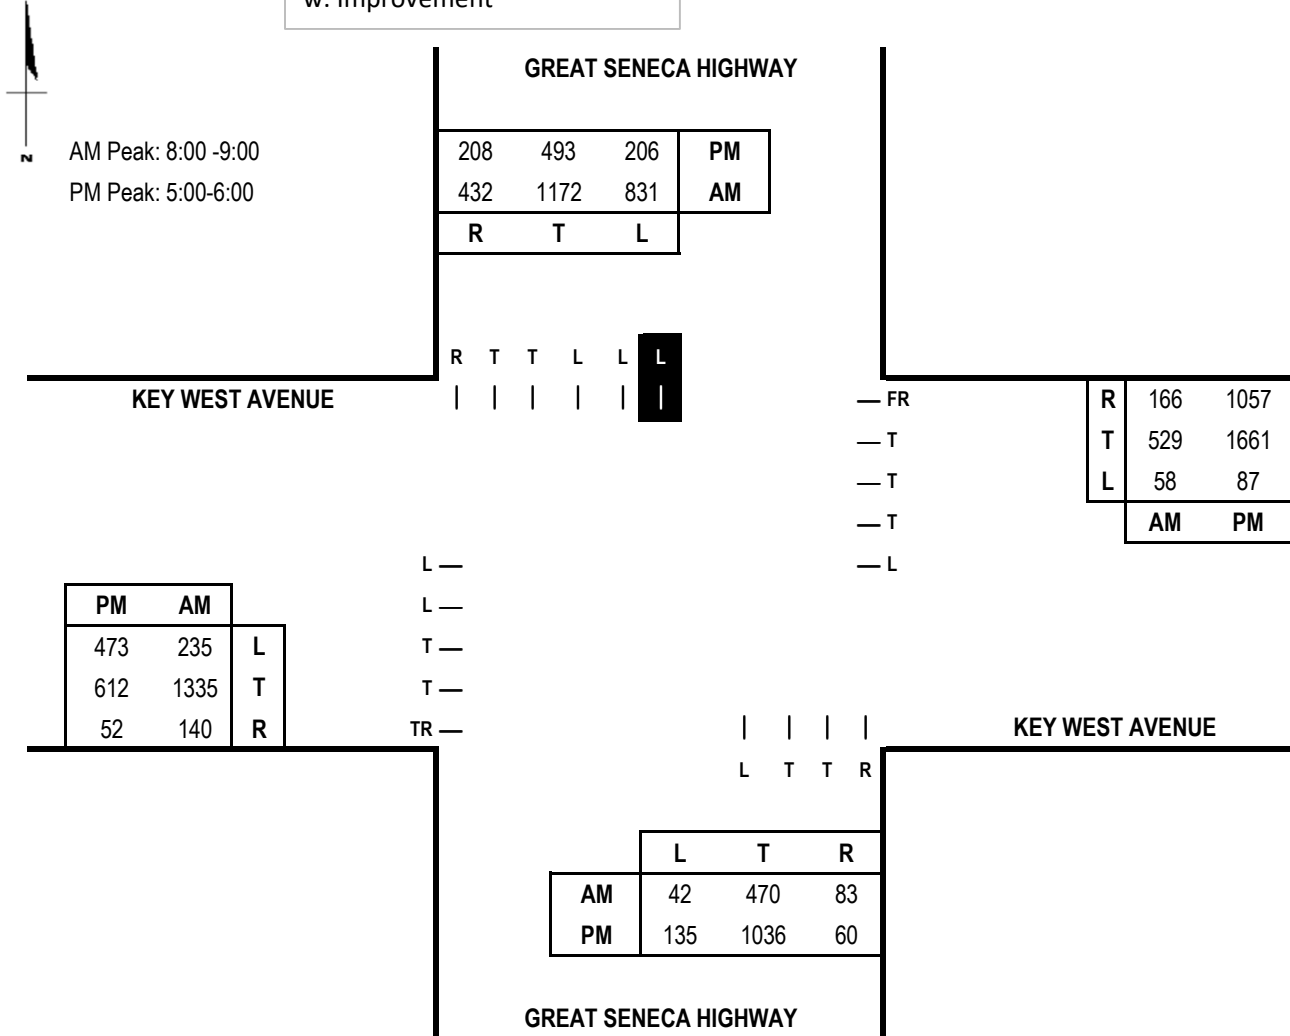 w. Improvement
GREAT SENECA HIGHWAY
N
AM Peak: 8:00 -9:00
PM Peak: 5:00-6:00
208 493 206 PM
432 1172 831 AM
R T L
R T T L L L
KEY WEST AVENUE
FR
T
T
T
L
R 166 1057
T 529 1661
L 58 87
AM PM
L
L
T
T
TR
PM AM
473 235 L
612 1335 T
52 140 R
KEY WEST AVENUE
L T T R
L T R
AM 42 470 83
PM 135 1036 60
GREAT SENECA HIGHWAY